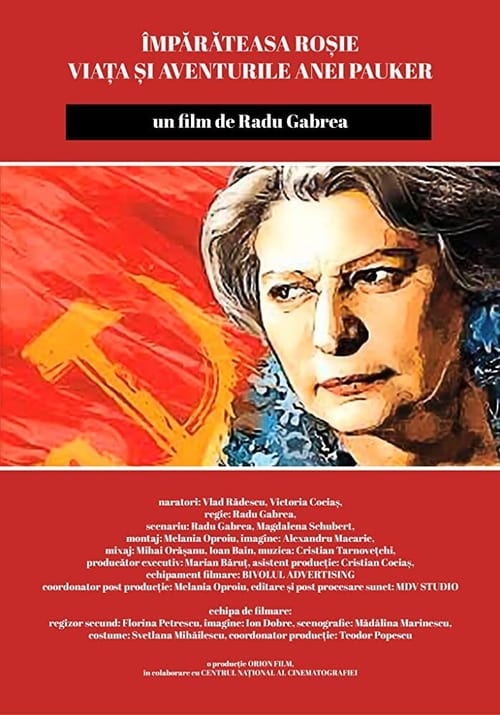 ÎMPĂRĂTEASA ROȘIE
VIAȚA ȘI AVENTURILE ANEI PAUKER
un film de Radu Gabrea
naratori: Vlad Rădescu, Victoria Cociaș,
regie: Radu Gabrea,
scenariu: Radu Gabrea, Magdalena Schubert,
montaj: Melania Oproiu, imagine: Alexandru Macarie,
mixaj: Mihai Orășanu, Ioan Bain, muzica: Cristian Tarnovețchi,
producător executiv: Marian Băruț, asistent producție: Cristian Cociaș,
echipament filmare: BIVOLUL ADVERTISING
coordonator post producție: Melania Oproiu, editare și post procesare sunet: MDV STUDIO
echipa de filmare:
regizor secund: Florina Petrescu, imagine: Ion Dobre, scenografie: Mădălina Marinescu,
costume: Svetlana Mihăilescu, coordonator producție: Teodor Popescu
o producție ORION FILM,
în colaborare cu CENTRUL NAȚIONAL AL CINEMATOGRAFIEI